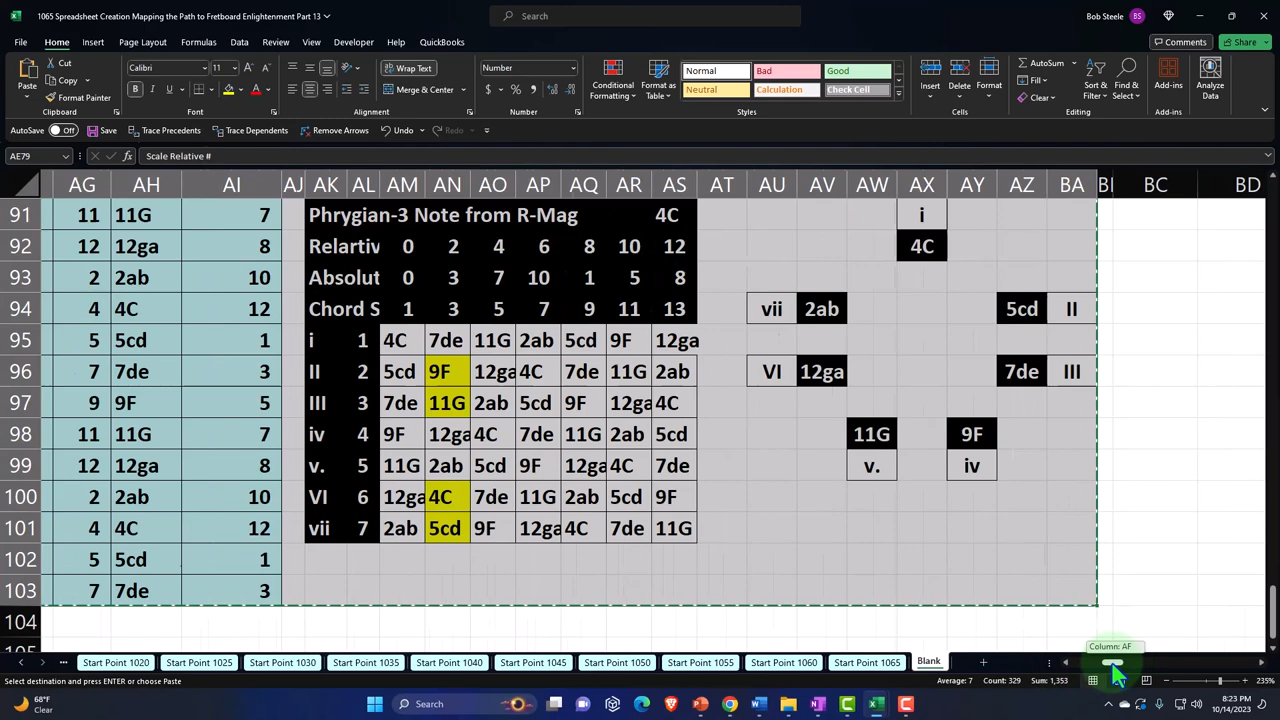 1065 Spreadsheet Creation Mapping the Path to Fretboard Enlightenment Part 13
Search
Bob Steele BS
File Home Insert Page Layout Formulas Data Review View Developer Help QuickBooks
Comments Share
Paste Cut Copy Format Painter Clipboard
Calibri 11 Font
Wrap Text Merge & Center Alignment
Number Number
Conditional Formatting Format as Table
Normal Bad Good Neutral Calculation Check Cell Styles
Insert Delete Format Cells
AutoSum Fill Clear Sort & Filter Find & Select Editing
Add-ins Add-ins Analyze Data
AutoSave Off Save Trace Precedents Trace Dependents Remove Arrows Undo
AE79 fx Scale Relative #
AG AH AI AJ AK AL AM AN AO AP AQ AR AS AT AU AV AW AX AY AZ BA BB BC BD
91 11 11G 7 Phrygian-3 Note from R-Mag 4C i
92 12 12ga 8 Relartiv 0 2 4 6 8 10 12 4C
93 2 2ab 10 Absolut 0 3 7 10 1 5 8
94 4 4C 12 Chord S 1 3 5 7 9 11 13 vii 2ab 5cd II
95 5 5cd 1 i 1 4C 7de 11G 2ab 5cd 9F 12ga
96 7 7de 3 II 2 5cd 9F 12ga 4C 7de 11G 2ab VI 12ga 7de III
97 9 9F 5 III 3 7de 11G 2ab 5cd 9F 12ga 4C
98 11 11G 7 iv 4 9F 12ga 4C 7de 11G 2ab 5cd 11G 9F
99 12 12ga 8 v. 5 11G 2ab 5cd 9F 12ga 4C 7de v. iv
100 2 2ab 10 VI 6 12ga 4C 7de 11G 2ab 5cd 9F
101 4 4C 12 vii 7 2ab 5cd 9F 12ga 4C 7de 11G
102 5 5cd 1
103 7 7de 3
104
105
Column: AF
Start Point 1020 Start Point 1025 Start Point 1030 Start Point 1035 Start Point 1040 Start Point 1045 Start Point 1050 Start Point 1055 Start Point 1060 Start Point 1065 Blank
Select destination and press ENTER or choose Paste Average: 7 Count: 329 Sum: 1,353 235%
68°F Clear Search 8:23 PM 10/14/2023